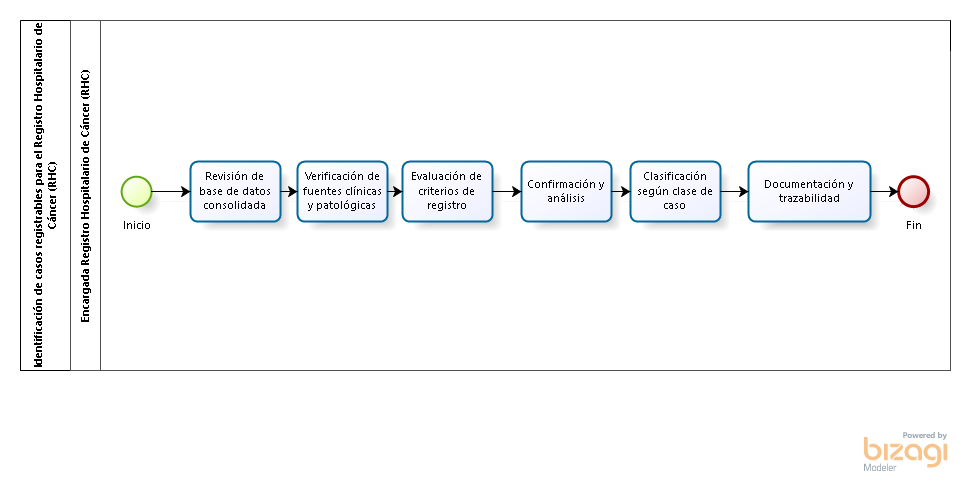 Identificación de casos registrables para el Registro Hospitalario de
Cáncer (RHC)
Encargada Registro Hospitalario de Cáncer (RHC)
Inicio
Revisión de
base de datos
consolidada
Verificación de
fuentes clínicas
y patológicas
Evaluación de
criterios de
registro
Confirmación y
análisis
Clasificación
según clase de
caso
Documentación y
trazabilidad
Fin
Powered by
bizagi
Modeler